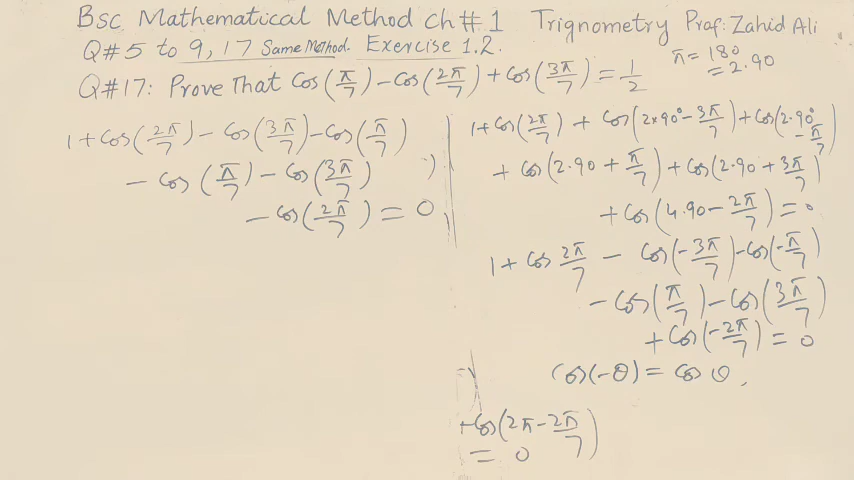 Bsc Mathematical Method Ch # 1 Trignometry Prof: Zahid Ali
Q#5 to 9, 17 Same Method. Exercise 1.2.
π = 180
= 2.90
Q#17: Prove That Cos(π/7) - Cos(2π/7) + Cos(3π/7) = 1/2
1 + Cos(2π/7) - Cos(3π/7) - Cos(π/7)
- Cos(π/7) - Cos(3π/7)
- Cos(2π/7) = 0
1 + Cos(2π/7) + Cos(2×90° - 3π/7) + Cos(2.90° - π/7)
+ Cos(2.90 + π/7) + Cos(2.90 + 3π/7)
+ Cos(4.90 - 2π/7) = 0
1 + Cos 2π/7 - Cos(-3π/7) - Cos(-π/7)
- Cos(π/7) - Cos(3π/7)
+ Cos(-2π/7) = 0
Cos(-θ) = Cos θ
+ Cos(2π - 2π/7)
= 0